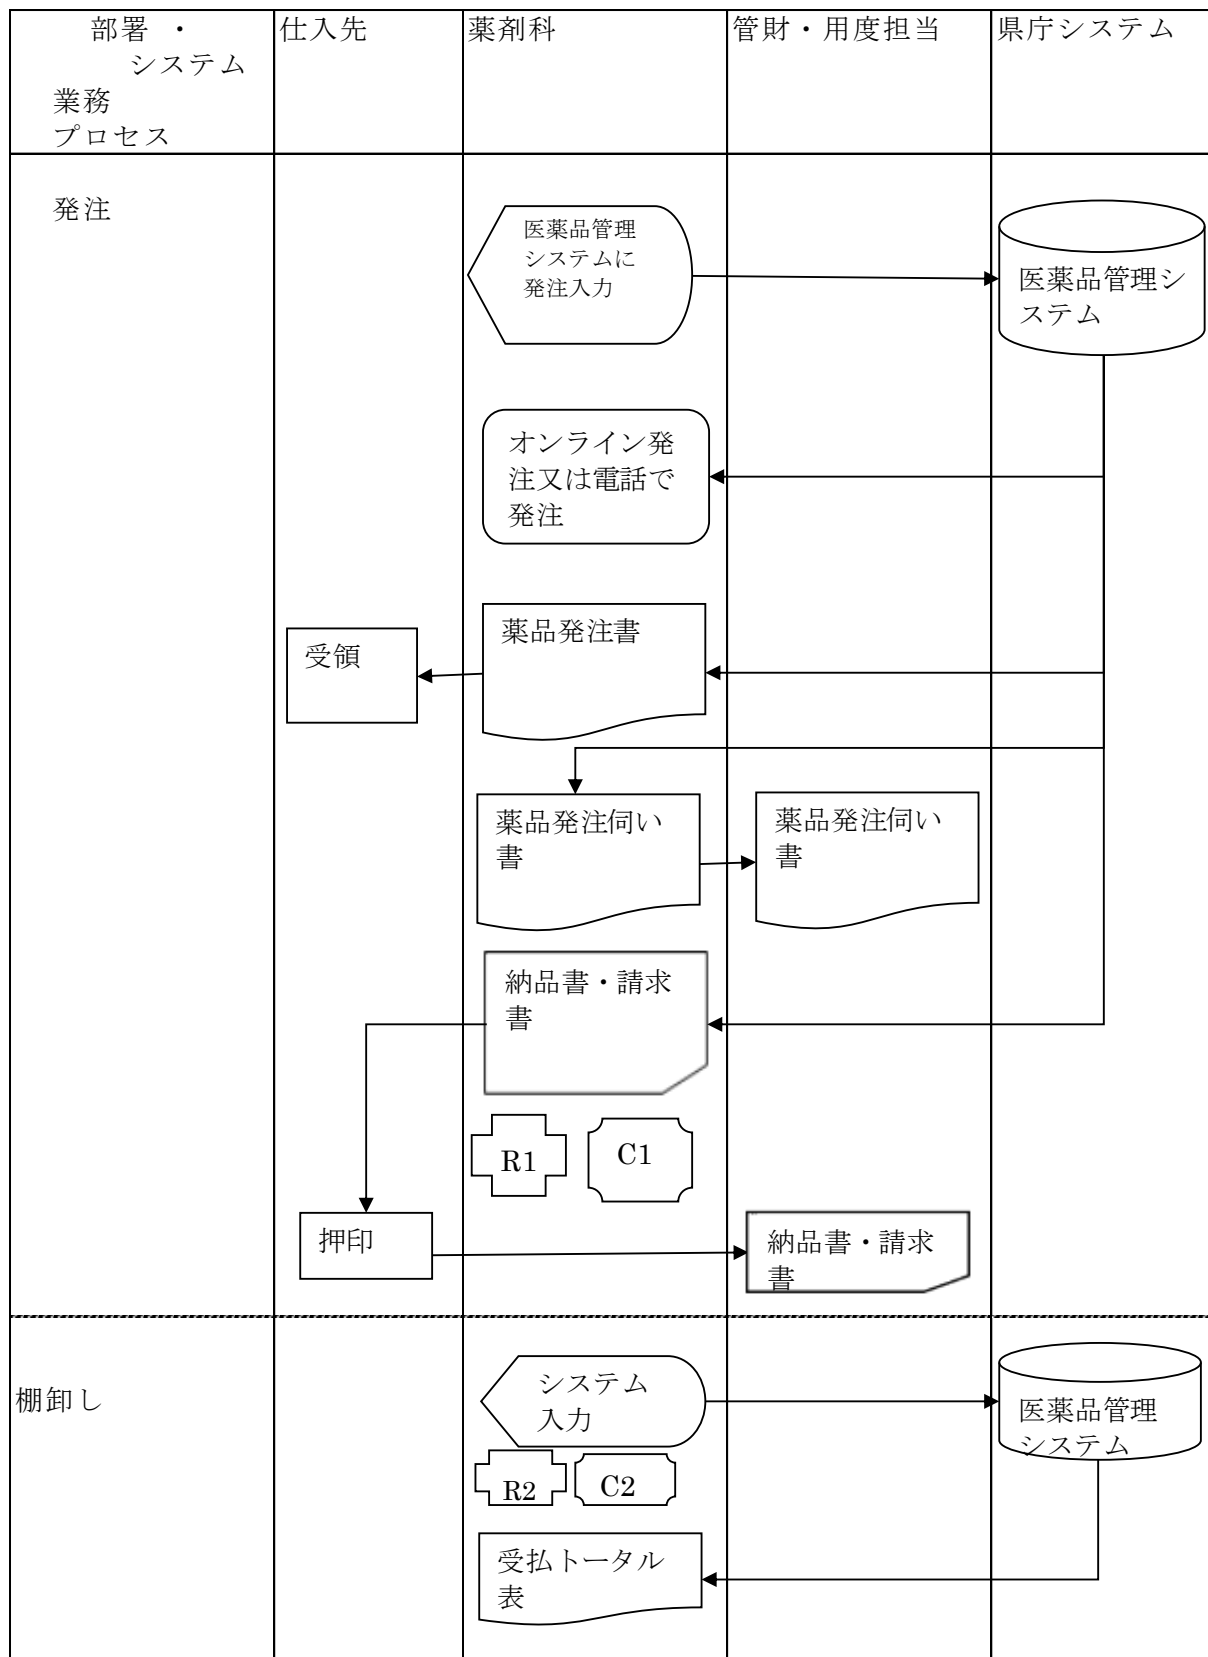 部署 ・
システム
業務
プロセス
仕入先
薬剤科
管財・用度担当
県庁システム
発注
医薬品管理
システムに
発注入力
医薬品管理シ
ステム
オンライン発
注又は電話で
発注
薬品発注書
受領
薬品発注伺い
書
薬品発注伺い
書
納品書・請求
書
R1
C1
押印
納品書・請求
書
棚卸し
システム
入力
医薬品管理
システム
R2
C2
受払トータル
表